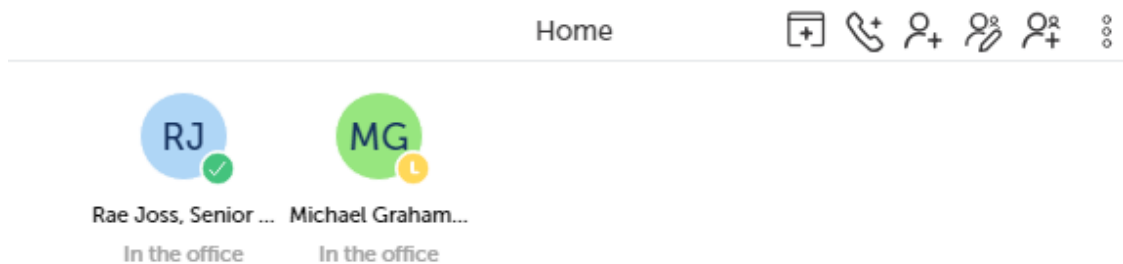 Home
RJ
MG
Rae Joss, Senior ... Michael Graham...
In the office In the office